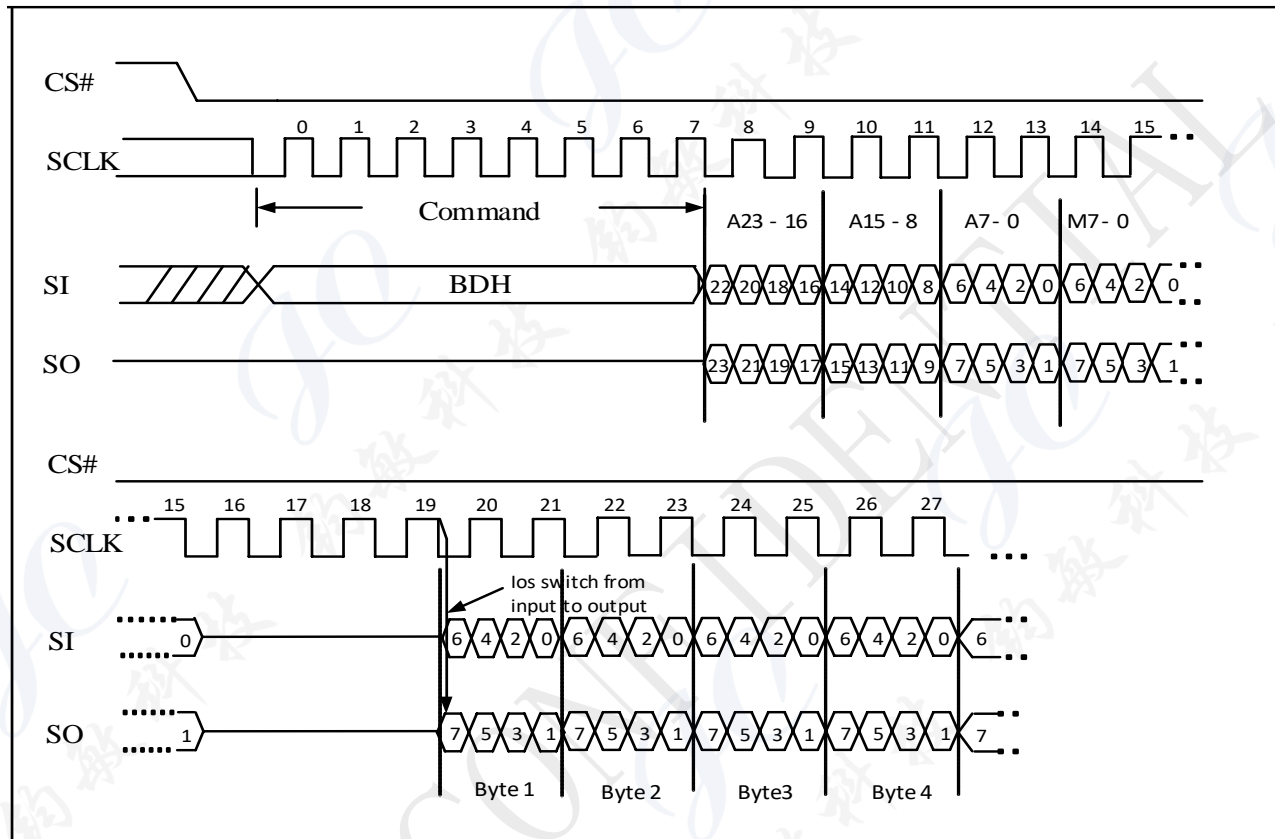 CS#
0 1 2 3 4 5 6 7 8 9 10 11 12 13 14 15
SCLK
Command
A23 - 16 A15 - 8 A7 - 0 M7 - 0
SI
BDH
22 20 18 16 14 12 10 8 6 4 2 0 6 4 2 0
SO
23 21 19 17 15 13 11 9 7 5 3 1 7 5 3 1
CS#
15 16 17 18 19 20 21 22 23 24 25 26 27
SCLK
Ios switch from
input to output
SI
0 6 4 2 0 6 4 2 0 6 4 2 0 6 4 2 0 6
SO
1 7 5 3 1 7 5 3 1 7 5 3 1 7 5 3 1 7
Byte 1 Byte 2 Byte3 Byte 4
CONFIDENTIAL